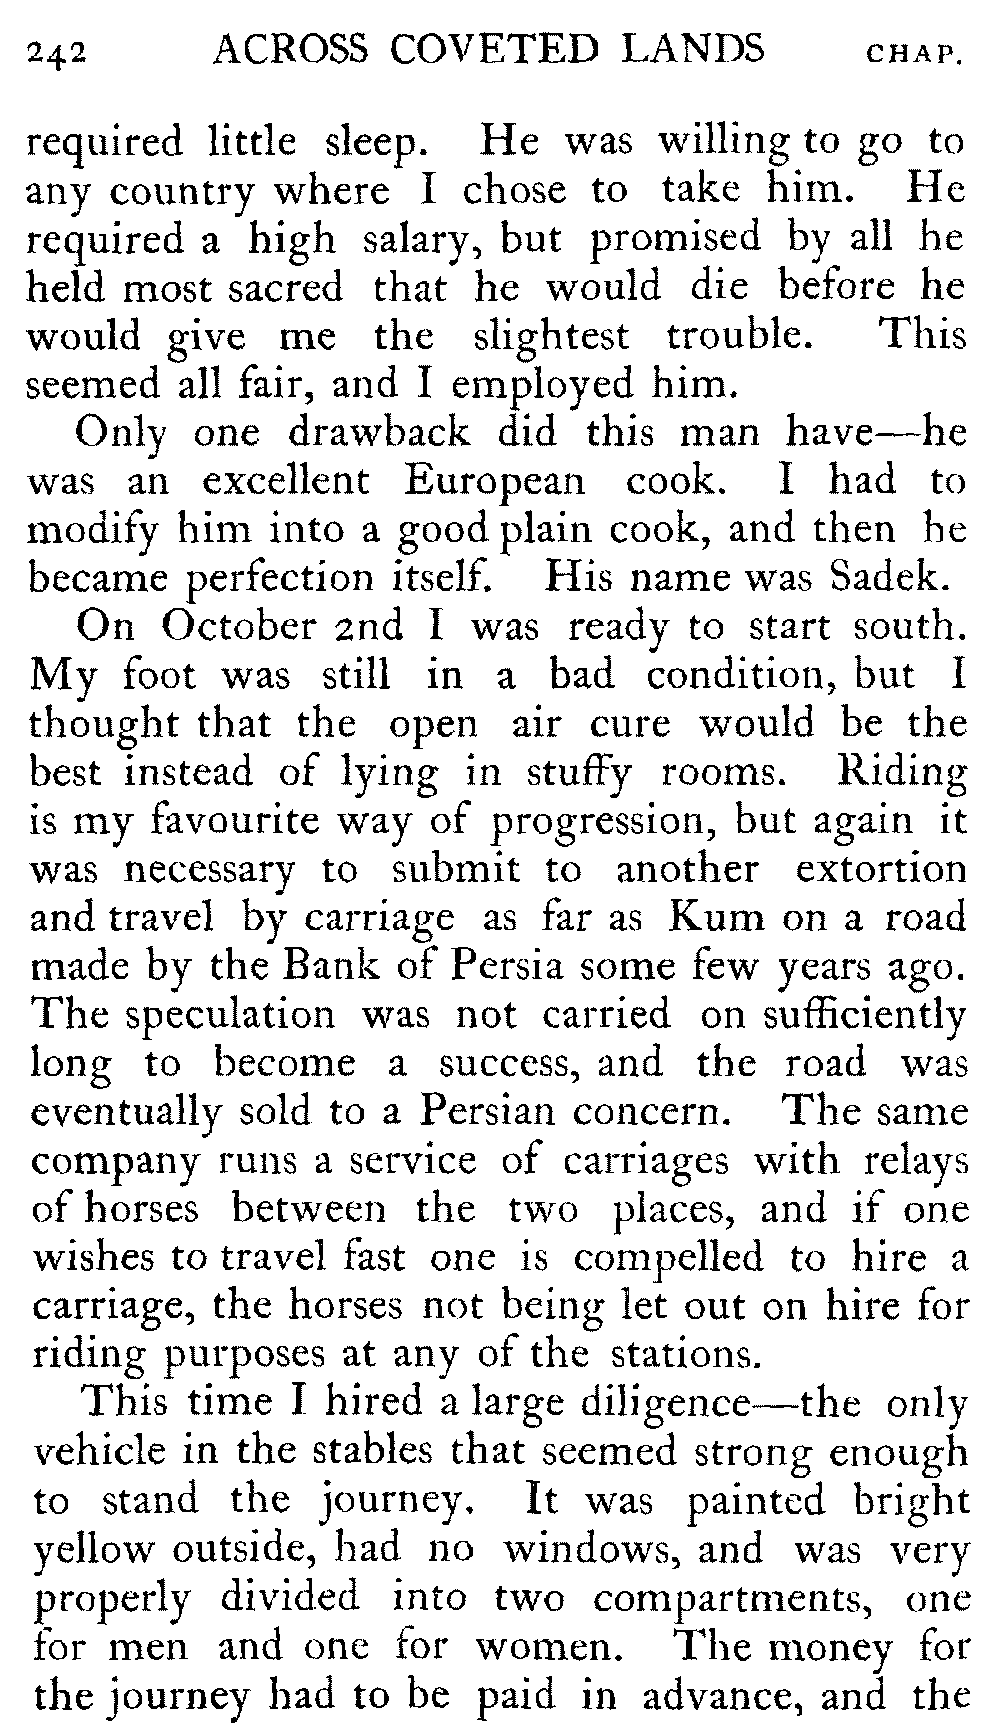 242 ACROSS COVETED LANDS CHAP.
required little sleep. He was willing to go to
any country where I chose to take him. He
required a high salary, but promised by all he
held most sacred that he would die before he
would give me the slightest trouble. This
seemed all fair, and I employed him.
Only one drawback did this man have—he
was an excellent European cook. I had to
modify him into a good plain cook, and then he
became perfection itself. His name was Sadek.
On October 2nd I was ready to start south.
My foot was still in a bad condition, but I
thought that the open air cure would be the
best instead of lying in stuffy rooms. Riding
is my favourite way of progression, but again it
was necessary to submit to another extortion
and travel by carriage as far as Kum on a road
made by the Bank of Persia some few years ago.
The speculation was not carried on sufficiently
long to become a success, and the road was
eventually sold to a Persian concern. The same
company runs a service of carriages with relays
of horses between the two places, and if one
wishes to travel fast one is compelled to hire a
carriage, the horses not being let out on hire for
riding purposes at any of the stations.
This time I hired a large diligence—the only
vehicle in the stables that seemed strong enough
to stand the journey. It was painted bright
yellow outside, had no windows, and was very
properly divided into two compartments, one
for men and one for women. The money for
the journey had to be paid in advance, and the